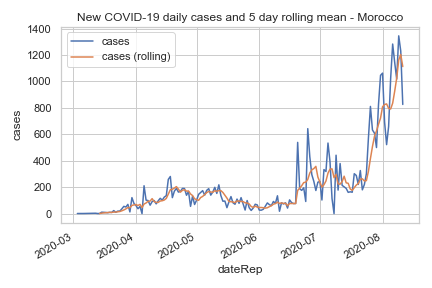 New COVID-19 daily cases and 5 day rolling mean - Morocco
cases
cases (rolling)
1400
1200
1000
800
600
400
200
0
cases
2020-03
2020-04
2020-05
2020-06
2020-07
2020-08
dateRep